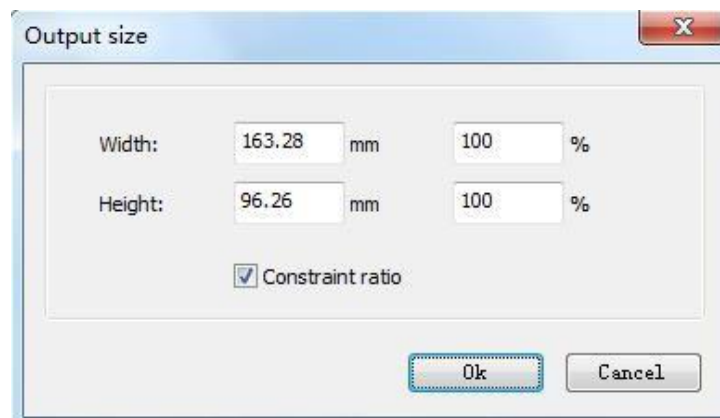 Output size
Width: 163.28 mm 100 %
Height: 96.26 mm 100 %
Constraint ratio
Ok Cancel